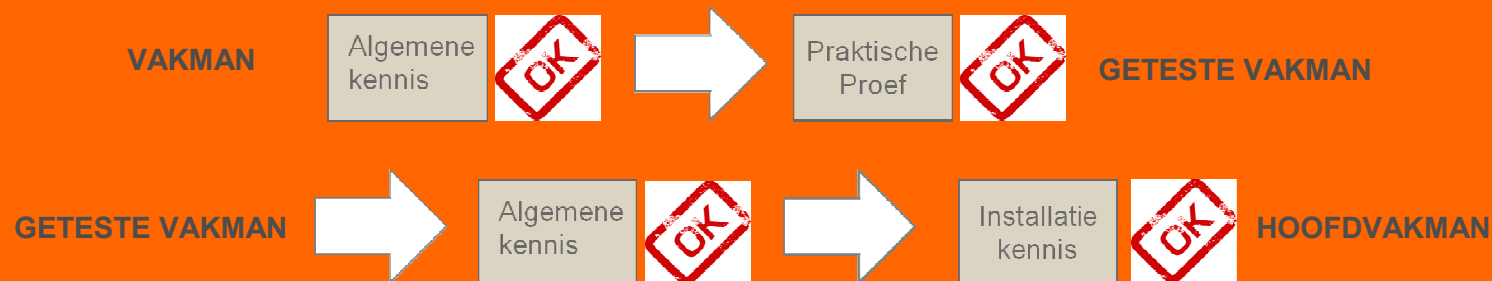 VAKMAN
Algemene
kennis
OK
Praktische
Proef
OK
GETESTE VAKMAN
GETESTE VAKMAN
Algemene
kennis
OK
Installatie
kennis
OK
HOOFDVAKMAN